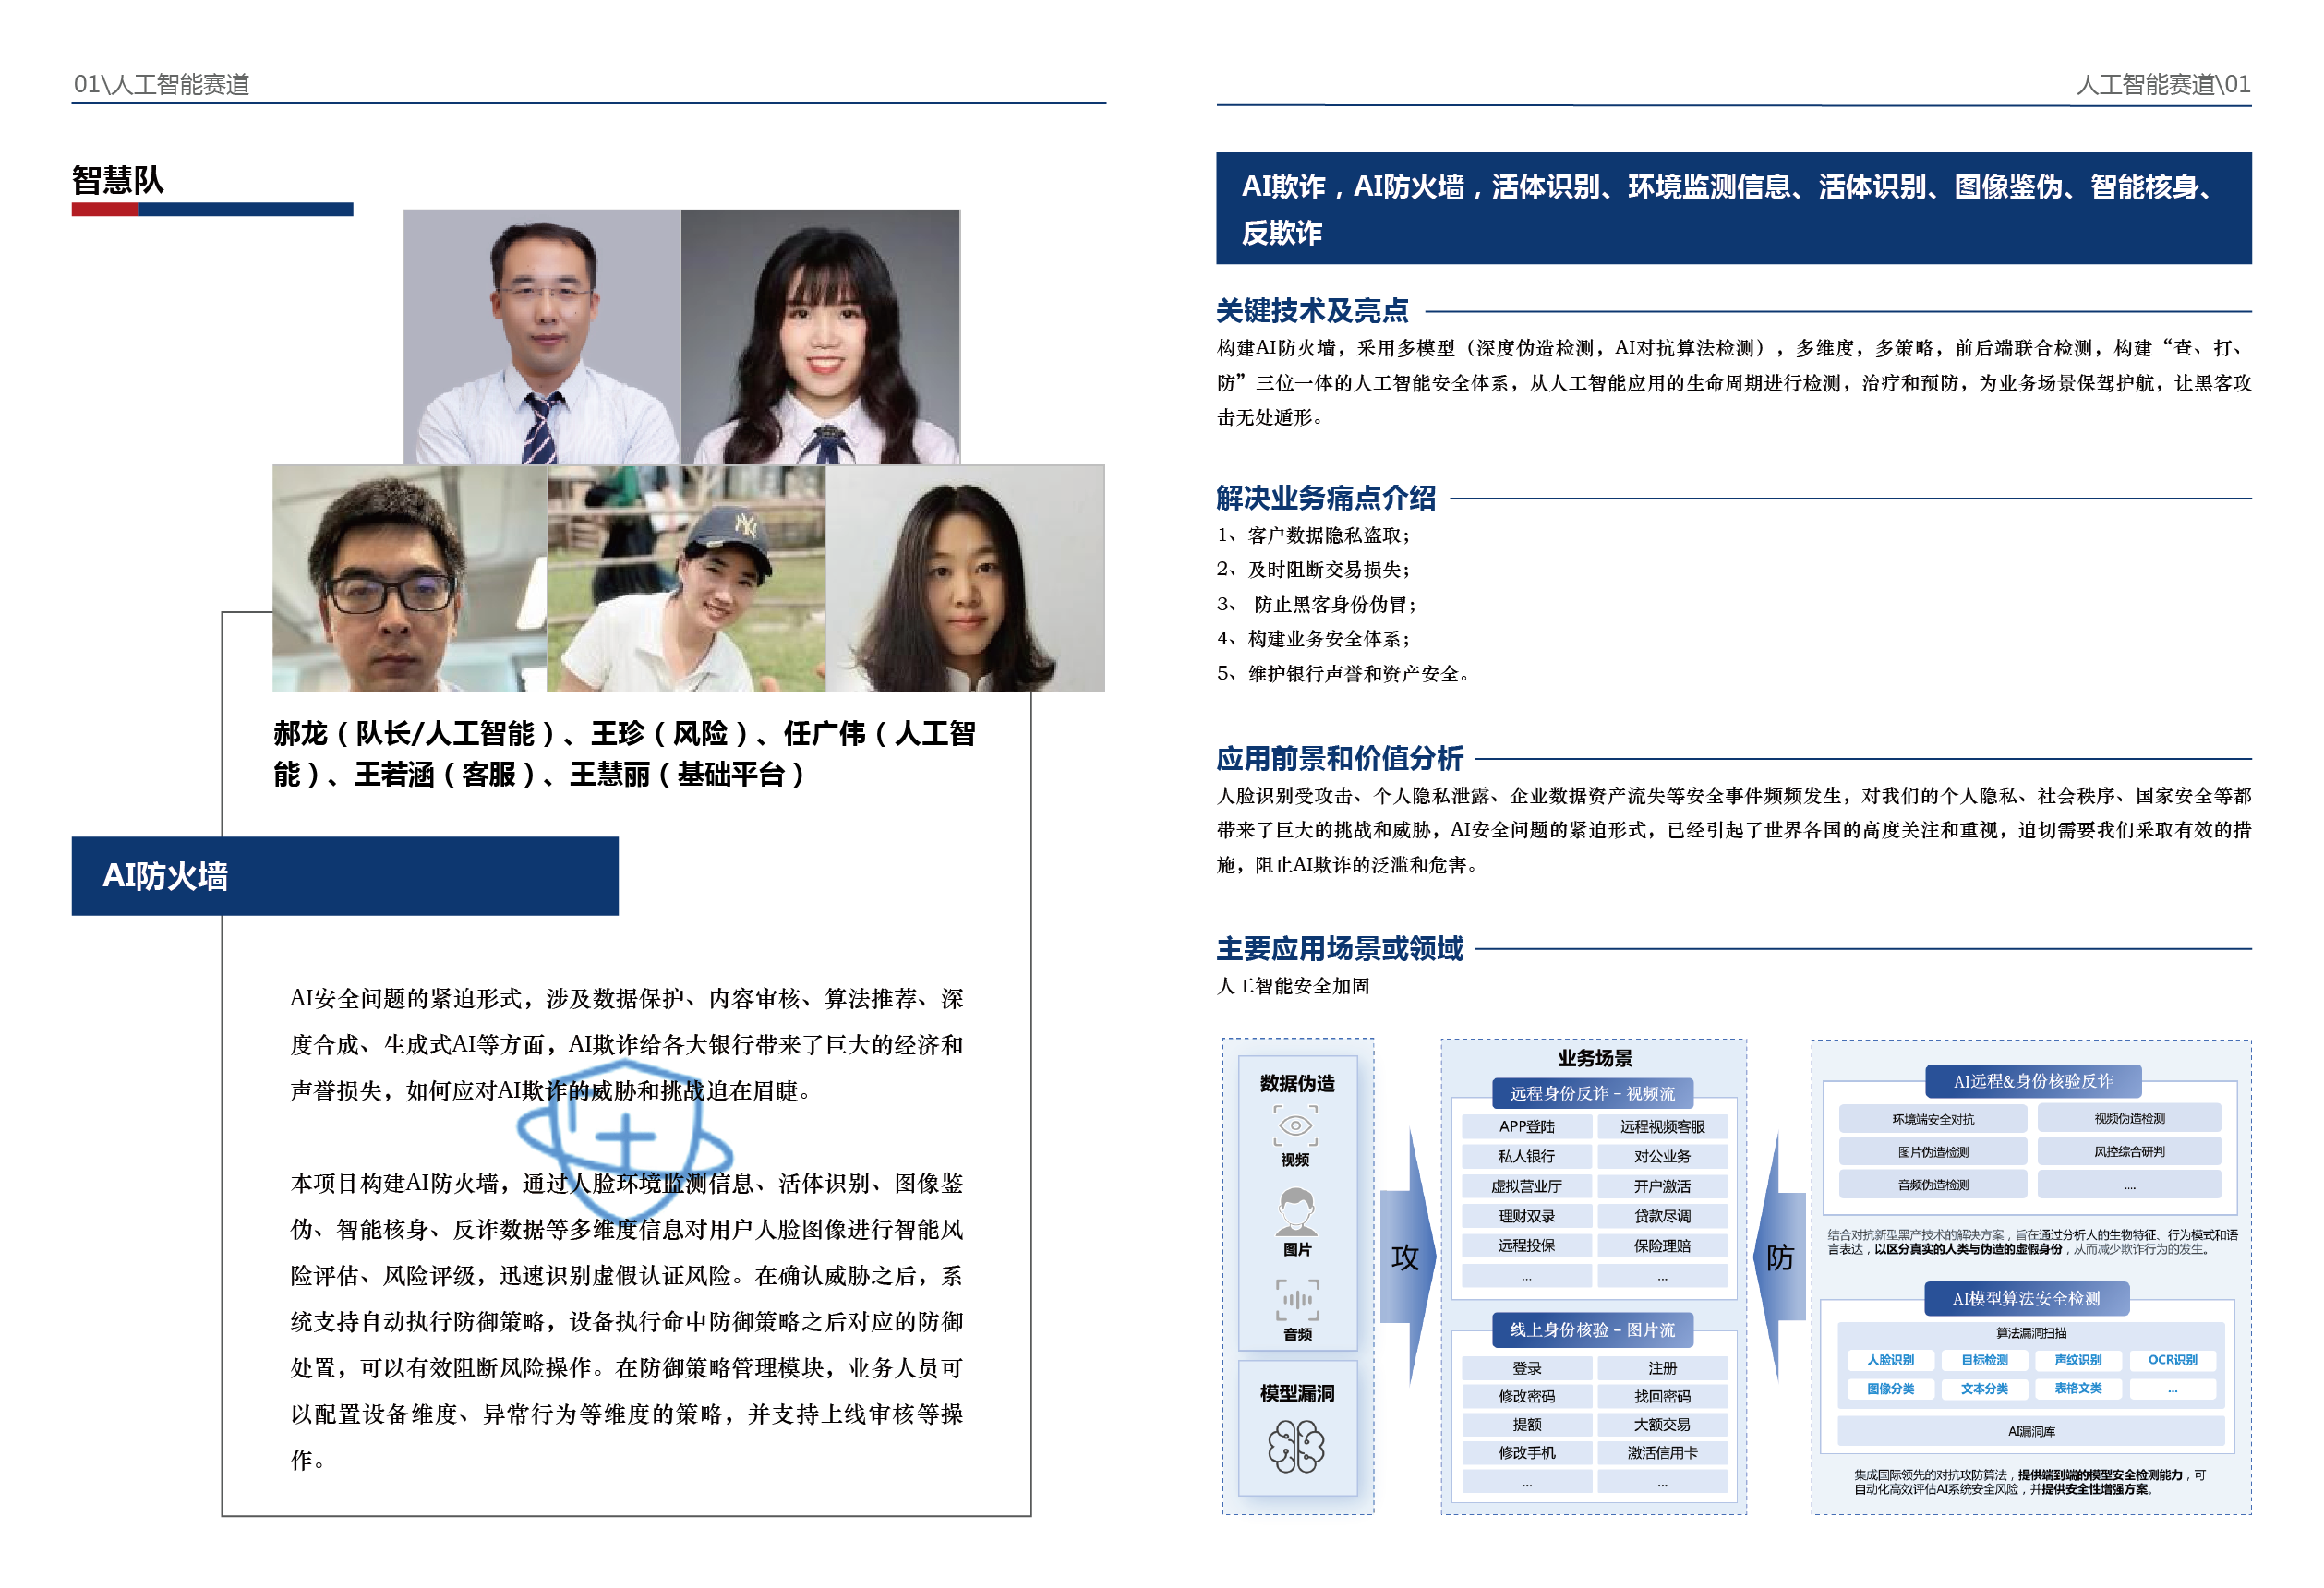 01\人工智能赛道
智慧队
郝龙（队长/人工智能）、王珍（风险）、任广伟（人工智
能）、王若涵（客服）、王慧丽（基础平台）
AI防火墙
AI安全问题的紧迫形式，涉及数据保护、内容审核、算法推荐、深
度合成、生成式AI等方面，AI欺诈给各大银行带来了巨大的经济和
声誉损失，如何应对AI欺诈的威胁和挑战迫在眉睫。
本项目构建AI防火墙，通过人脸环境监测信息、活体识别、图像鉴
伪、智能核身、反诈数据等多维度信息对用户人脸图像进行智能风
险评估、风险评级，迅速识别虚假认证风险。在确认威胁之后，系
统支持自动执行防御策略，设备执行命中防御策略之后对应的防御
处置，可以有效阻断风险操作。在防御策略管理模块，业务人员可
以配置设备维度、异常行为等维度的策略，并支持上线审核等操
作。
人工智能赛道\01
AI欺诈，AI防火墙，活体识别、环境监测信息、活体识别、图像鉴伪、智能核身、
反欺诈
关键技术及亮点
构建AI防火墙，采用多模型（深度伪造检测，AI对抗算法检测），多维度，多策略，前后端联合检测，构建“查、打、
防”三位一体的人工智能安全体系，从人工智能应用的生命周期进行检测，治疗和预防，为业务场景保驾护航，让黑客攻
击无处遁形。
解决业务痛点介绍
1、客户数据隐私盗取；
2、及时阻断交易损失；
3、 防止黑客身份伪冒；
4、构建业务安全体系；
5、维护银行声誉和资产安全。
应用前景和价值分析
人脸识别受攻击、个人隐私泄露、企业数据资产流失等安全事件频频发生，对我们的个人隐私、社会秩序、国家安全等都
带来了巨大的挑战和威胁，AI安全问题的紧迫形式，已经引起了世界各国的高度关注和重视，迫切需要我们采取有效的措
施，阻止AI欺诈的泛滥和危害。
主要应用场景或领域
人工智能安全加固
数据伪造
视频
图片
音频
模型漏洞
攻
业务场景
远程身份反诈－视频流
APP登陆 远程视频客服
私人银行 对公业务
虚拟营业厅 开户激活
理财双录 贷款尽调
远程投保 保险理赔
... ...
线上身份核验－图片流
登录 注册
修改密码 找回密码
提额 大额交易
修改手机 激活信用卡
... ...
防
AI远程&身份核验反诈
环境端安全对抗 视频伪造检测
图片伪造检测 风控综合研判
音频伪造检测 ....
结合对抗新型黑产技术的解决方案，旨在通过分析人的生物特征、行为模式和语
言表达，以区分真实的人类与伪造的虚假身份，从而减少欺诈行为的发生。
AI模型算法安全检测
算法漏洞扫描
人脸识别 目标检测 声纹识别 OCR识别
图像分类 文本分类 表格文类 ...
AI漏洞库
集成国际领先的对抗攻防算法，提供端到端的模型安全检测能力，可
自动化高效评估AI系统安全风险，并提供安全性增强方案。